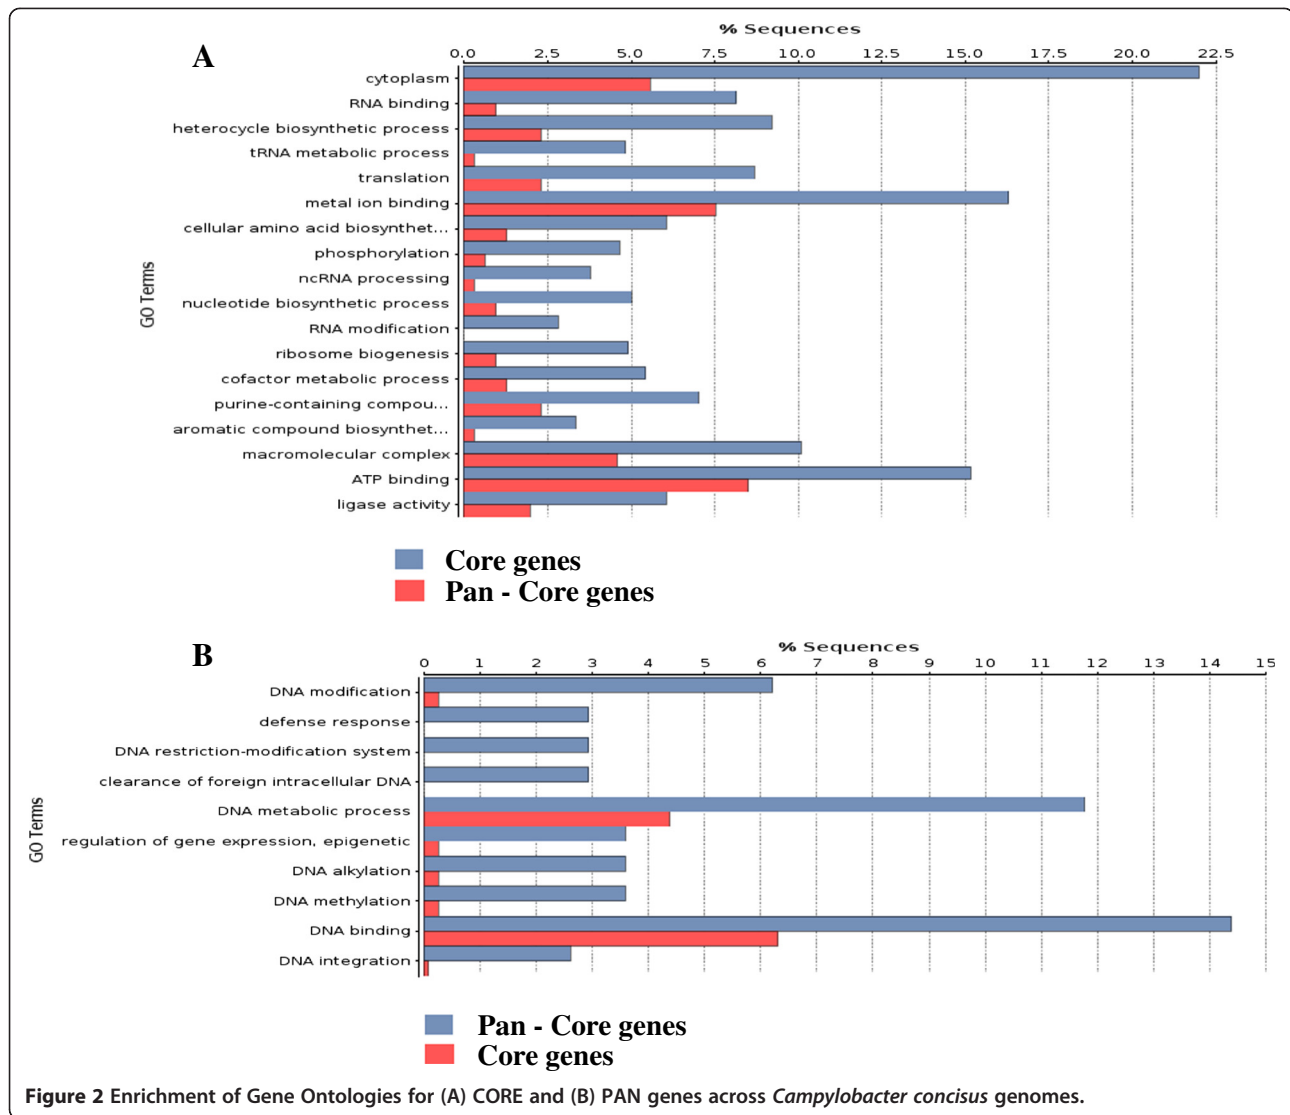 A
% Sequences
0.0 2.5 5.0 7.5 10.0 12.5 15.0 17.5 20.0 22.5
GO Terms
cytoplasm
RNA binding
heterocycle biosynthetic process
tRNA metabolic process
translation
metal ion binding
cellular amino acid biosynthet...
phosphorylation
ncRNA processing
nucleotide biosynthetic process
RNA modification
ribosome biogenesis
cofactor metabolic process
purine-containing compou...
aromatic compound biosynthet...
macromolecular complex
ATP binding
ligase activity
Core genes
Pan - Core genes
B
% Sequences
0 1 2 3 4 5 6 7 8 9 10 11 12 13 14 15
GO Terms
DNA modification
defense response
DNA restriction-modification system
clearance of foreign intracellular DNA
DNA metabolic process
regulation of gene expression, epigenetic
DNA alkylation
DNA methylation
DNA binding
DNA integration
Pan - Core genes
Core genes
Figure 2 Enrichment of Gene Ontologies for (A) CORE and (B) PAN genes across Campylobacter concisus genomes.